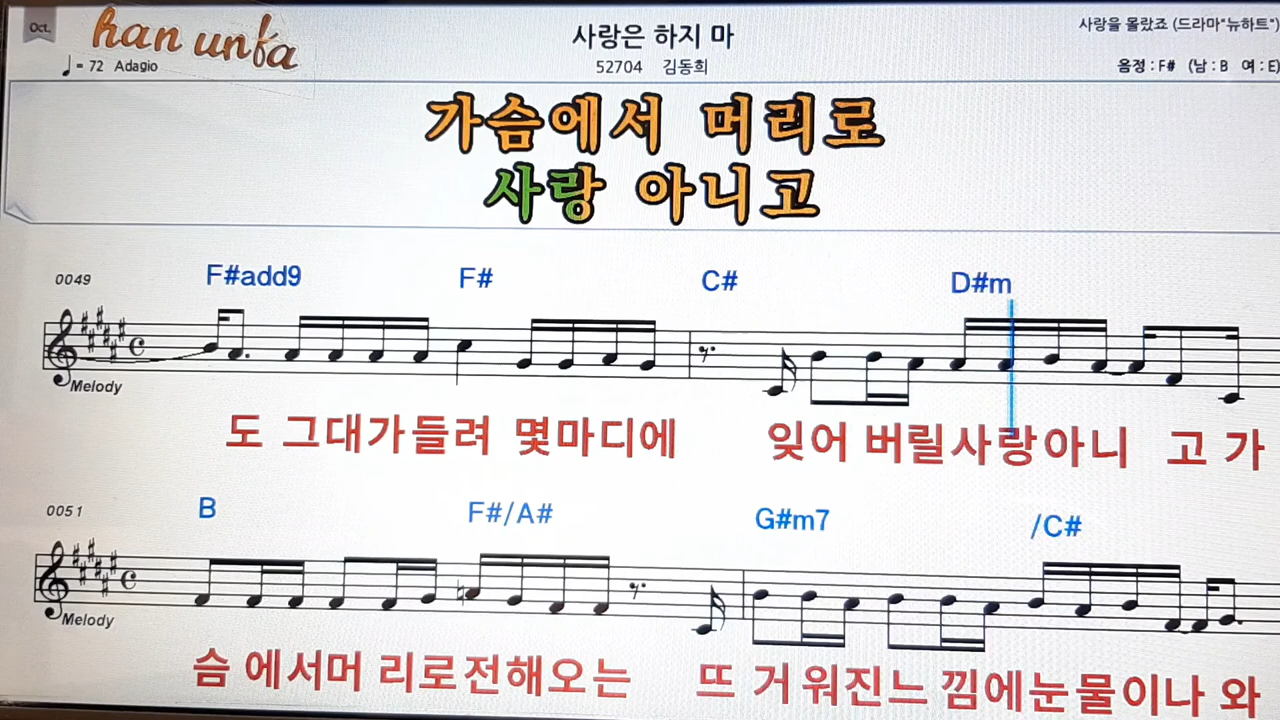 Oct.
han unfa
사랑은 하지 마
사랑을 몰랐죠 (드라마"뉴하트")
♩= 72 Adagio
52704 김동희
음정 : F# (남 : B 여 : E)
가슴에서 머리로
사랑 아니고
0049 F#add9 F# C# D#m
Melody
도 그대가들려 몇마디에 잊어 버릴사랑아니 고 가
0051 B F#/A# G#m7 /C#
Melody
슴 에서머 리로전해오는 뜨 거 워진느 낌에눈물이나 와